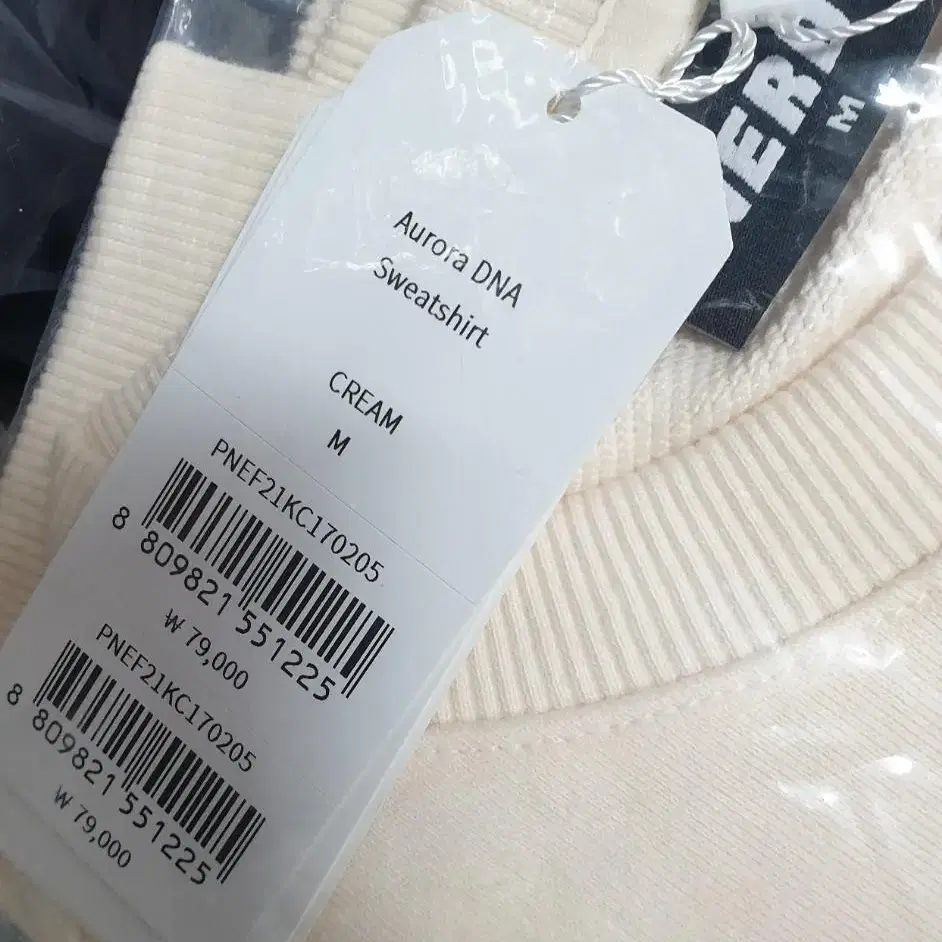 Aurora DNA
Sweatshirt
CREAM
M
PNEF21KC170205
8 809821 551225
₩ 79,000
PNEF21KC170205
8 809821 551225
₩ 79,000
M